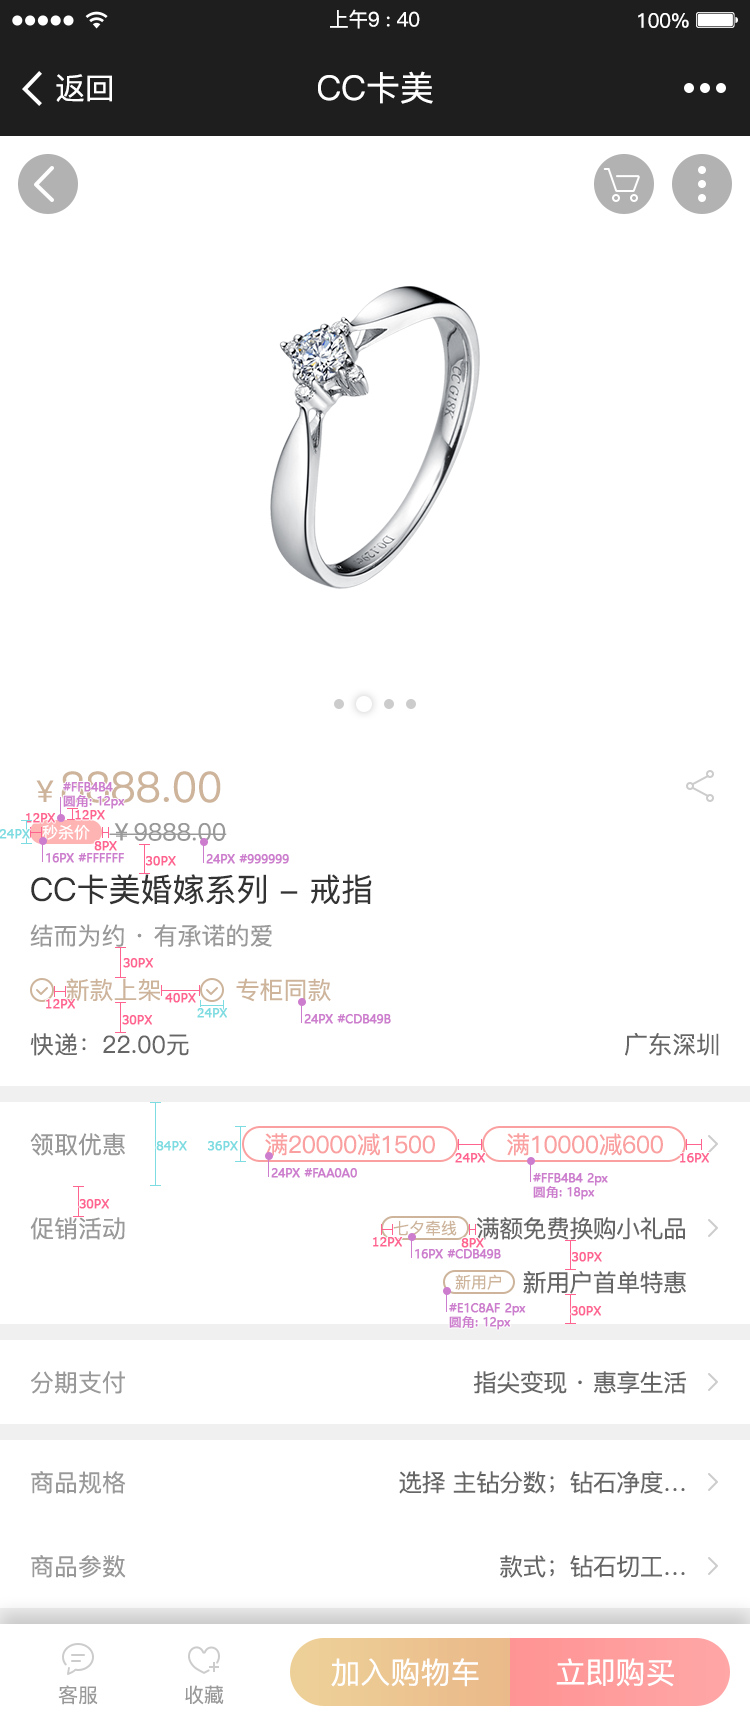 上午9 : 40
100%
返回
CC卡美
CC G18K
¥ 8888.00
#FFB4B4
圆角: 12px
12PX
12PX
24PX
秒杀价
¥ 9888.00
8PX
16PX #FFFFFF
30PX
24PX #999999
CC卡美婚嫁系列 – 戒指
结而为约 · 有承诺的爱
30PX
新款上架
专柜同款
12PX
40PX
24PX
30PX
24PX #CDB49B
快递：22.00元
广东深圳
领取优惠
84PX
36PX
满20000减1500
满10000减600
24PX
16PX
24PX #FAA0A0
#FFB4B4 2px
圆角: 18px
30PX
促销活动
七夕牵线
满额免费换购小礼品
12PX
8PX
16PX #CDB49B
30PX
新用户
新用户首单特惠
#E1C8AF 2px
圆角: 12px
30PX
分期支付
指尖变现 · 惠享生活
商品规格
选择 主钻分数；钻石净度...
商品参数
款式；钻石切工...
客服
收藏
加入购物车
立即购买